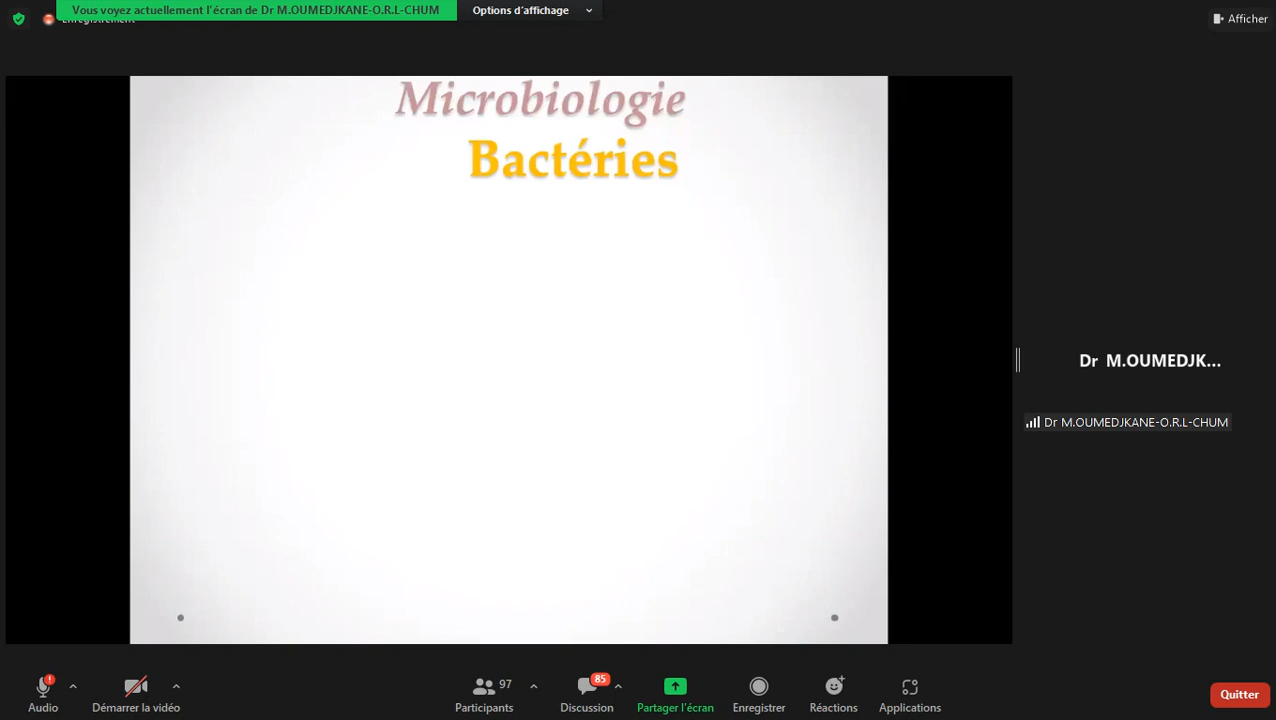 Vous voyez actuellement l'écran de Dr M.OUMEDJKANE-O.R.L-CHUM
Options d'affichage
Enregistrement
Afficher
Microbiologie
Bactéries
Dr M.OUMEDJK...
Dr M.OUMEDJKANE-O.R.L-CHUM
97
85
Audio
Démarrer la vidéo
Participants
Discussion
Partager l'écran
Enregistrer
Réactions
Applications
Quitter